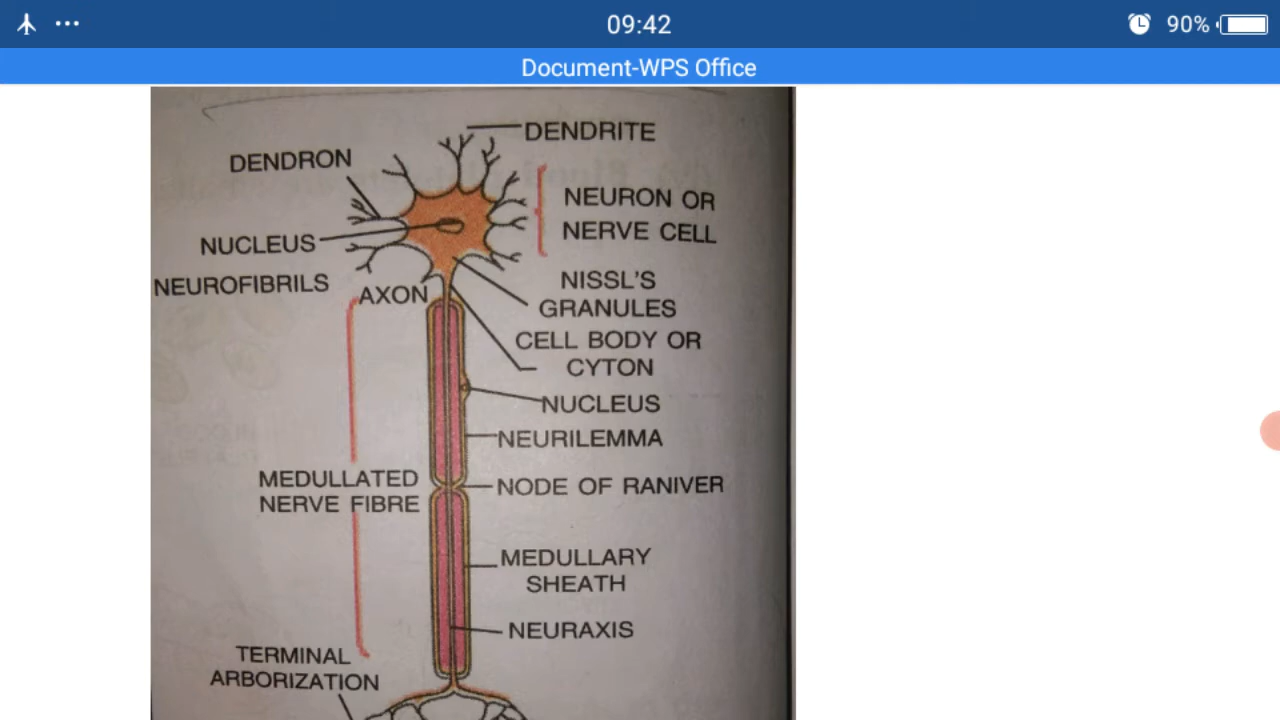 09:42
90%
Document-WPS Office
DENDRITE
DENDRON
NEURON OR
NERVE CELL
NUCLEUS
NEUROFIBRILS
AXON
NISSL'S
GRANULES
CELL BODY OR
CYTON
NUCLEUS
NEURILEMMA
MEDULLATED
NERVE FIBRE
NODE OF RANIVER
MEDULLARY
SHEATH
NEURAXIS
TERMINAL
ARBORIZATION